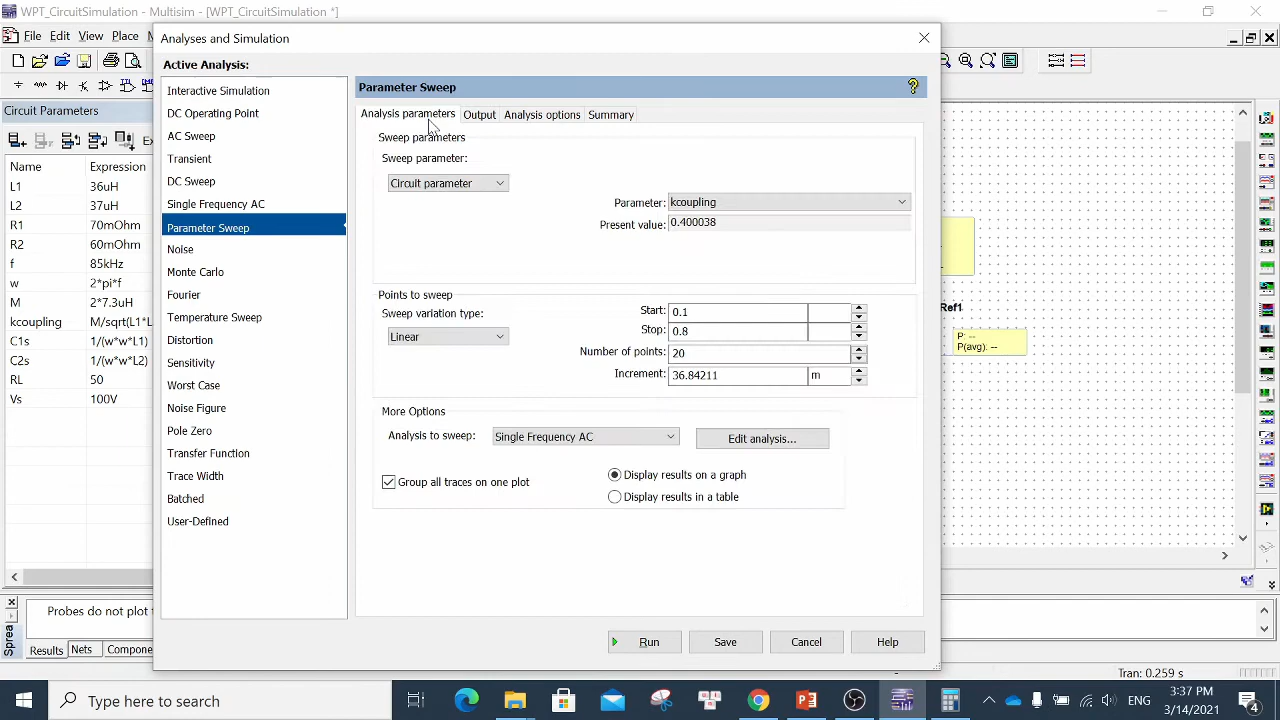 WPT_CircuitSimulation - Multisim - [WPT_CircuitSimulation *]
File Edit View Place
Analyses and Simulation
Active Analysis:
Interactive Simulation
DC Operating Point
AC Sweep
Transient
DC Sweep
Single Frequency AC
Parameter Sweep
Noise
Monte Carlo
Fourier
Temperature Sweep
Distortion
Sensitivity
Worst Case
Noise Figure
Pole Zero
Transfer Function
Trace Width
Batched
User-Defined
Parameter Sweep
Analysis parameters Output Analysis options Summary
Sweep parameters
Sweep parameter:
Circuit parameter
Parameter: kcoupling
Present value: 0.400038
Points to sweep
Sweep variation type:
Linear
Start: 0.1
Stop: 0.8
Number of points: 20
Increment: 36.84211 m
More Options
Analysis to sweep: Single Frequency AC Edit analysis...
Group all traces on one plot
Display results on a graph
Display results in a table
Run Save Cancel Help
Circuit Parameters
Name Expression
L1 36uH
L2 37uH
R1 70mOhm
R2 60mOhm
f 85kHz
w 2*pi*f
M 2*7.3uH
kcoupling M/sqrt(L1*L
C1s 1/(w*w*L1)
C2s 1/(w*w*L2)
RL 50
Vs 100V
Ref1
P: --
P(avg): --
Probes do not plot
Results Nets
Tran: 0.259 s
Type here to search
ENG
3:37 PM
3/14/2021
4